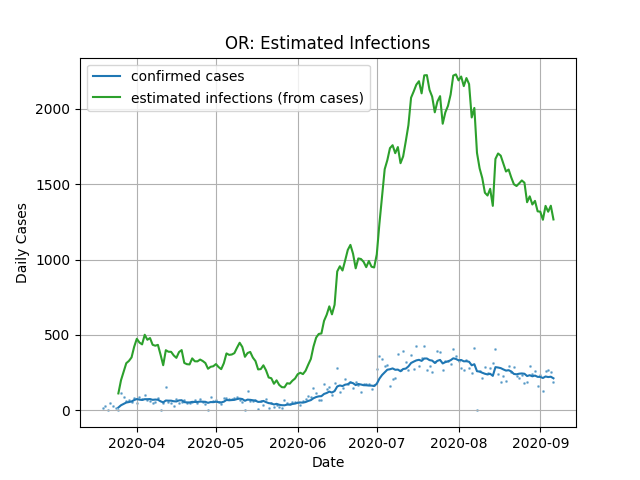 OR: Estimated Infections
confirmed cases
estimated infections (from cases)
Daily Cases
2000
1500
1000
500
0
2020-04 2020-05 2020-06 2020-07 2020-08 2020-09
Date